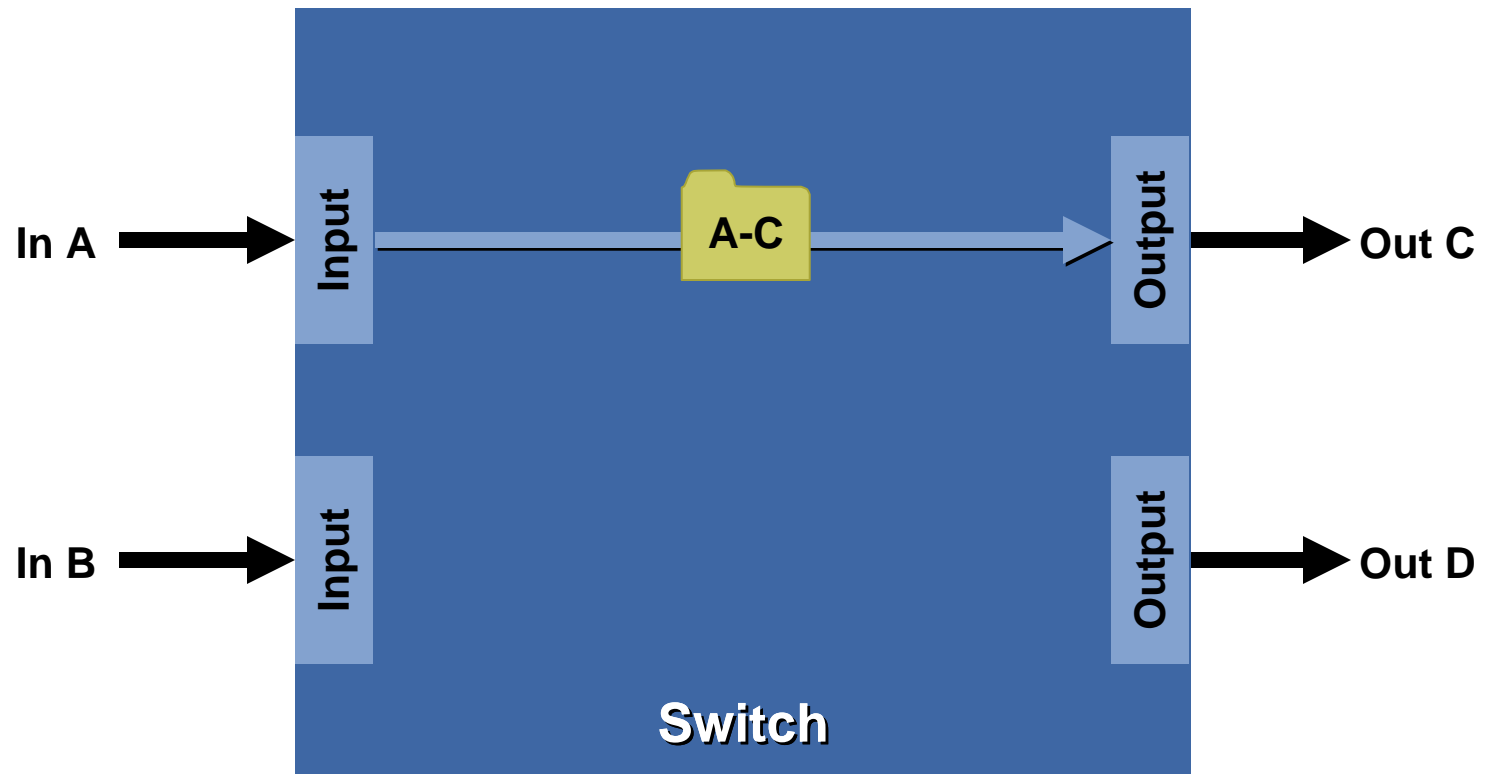 In A
Input
A-C
Output
Out C
In B
Input
Output
Out D
Switch